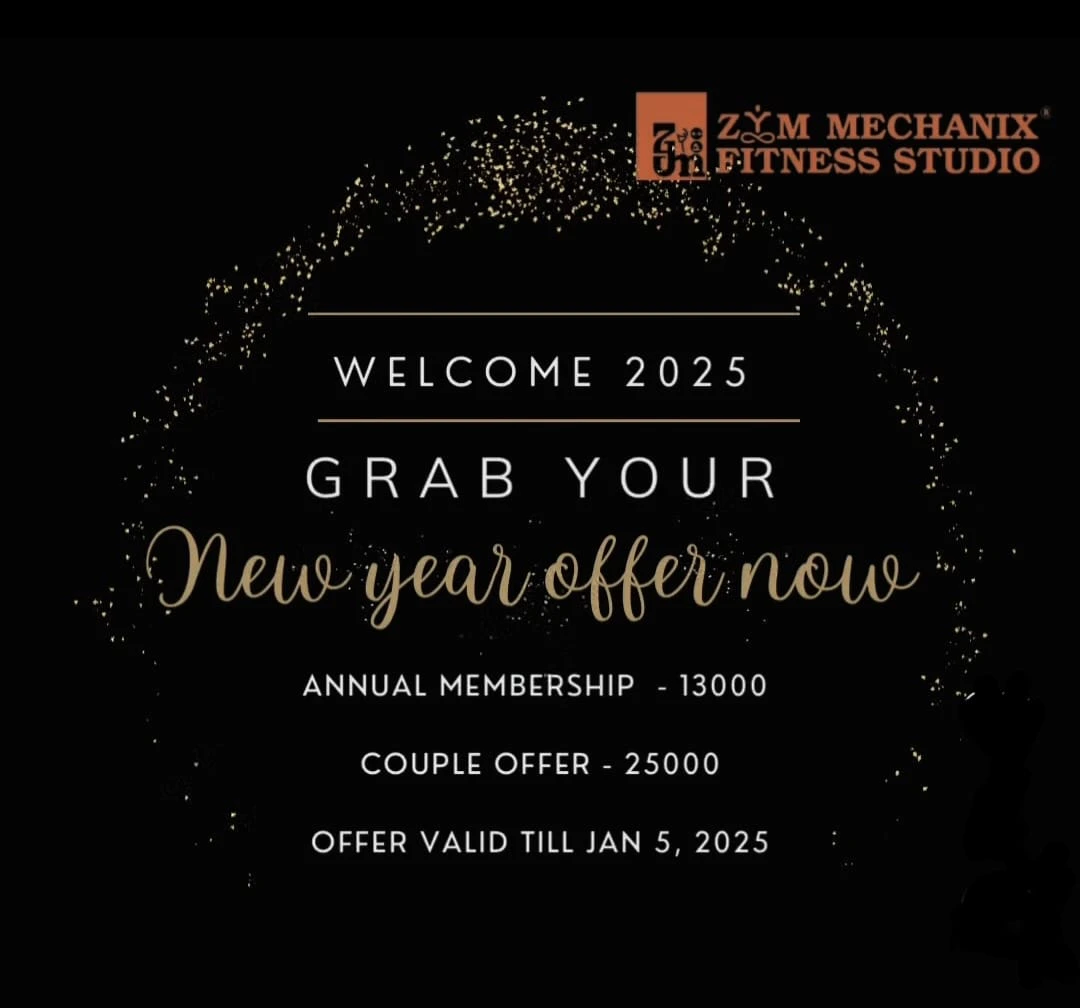 ZYM MECHANIX®
FITNESS STUDIO
WELCOME 2025
GRAB YOUR
New year offer now
ANNUAL MEMBERSHIP - 13000
COUPLE OFFER - 25000
OFFER VALID TILL JAN 5, 2025